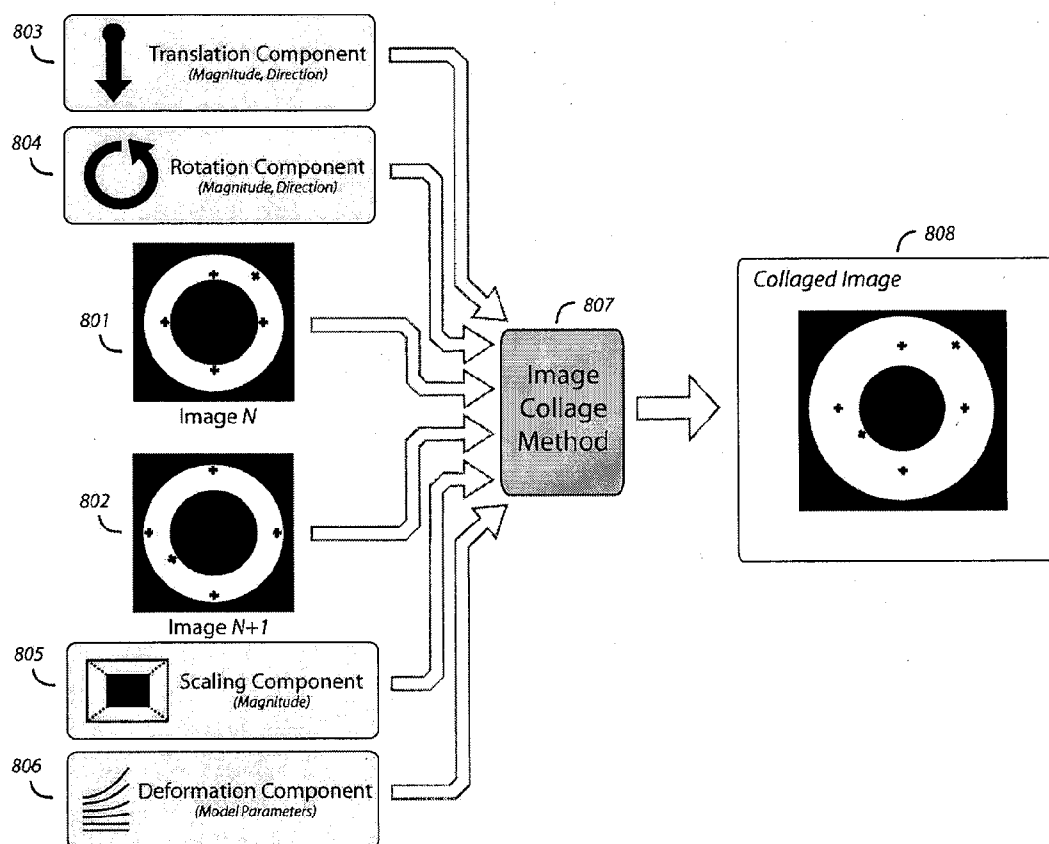 803
Translation Component
(Magnitude, Direction)
804
Rotation Component
(Magnitude, Direction)
801
Image N
802
Image N+1
805
Scaling Component
(Magnitude)
806
Deformation Component
(Model Parameters)
807
Image
Collage
Method
808
Collaged Image